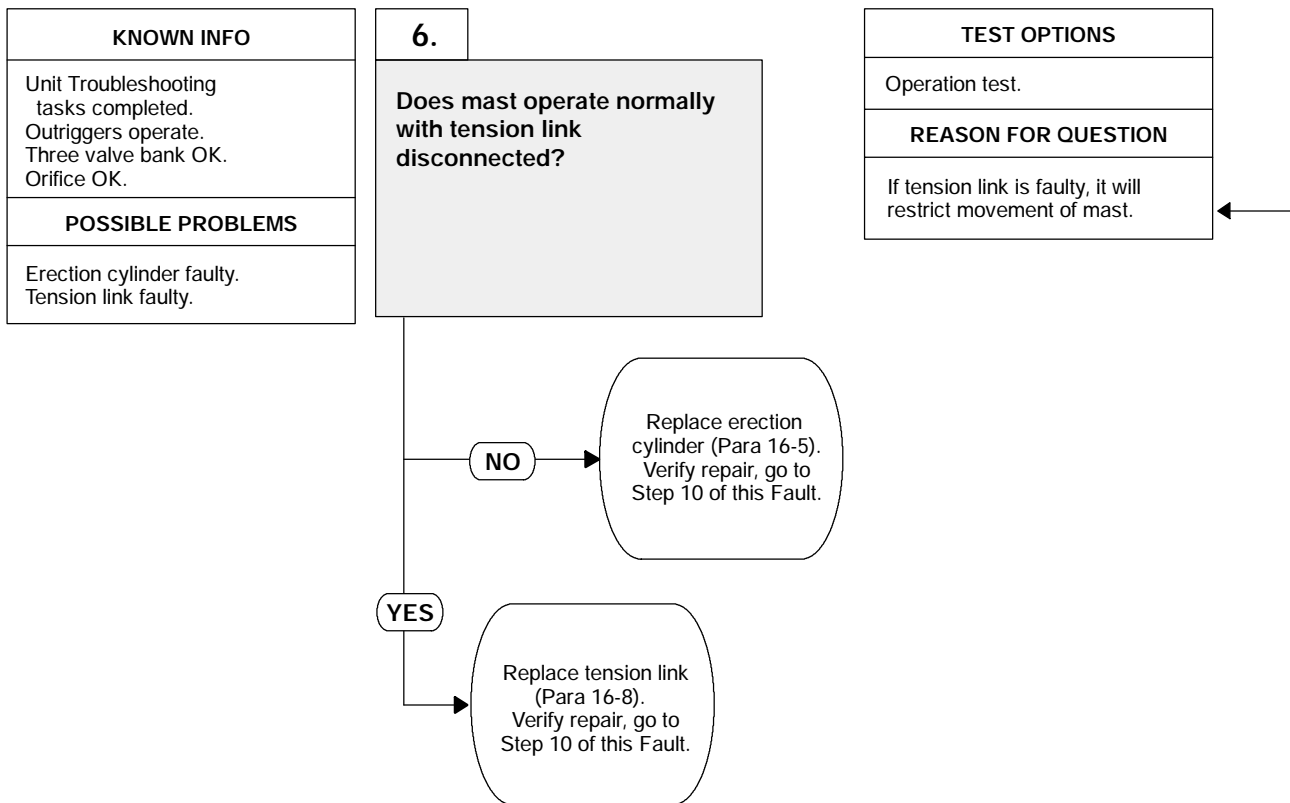 KNOWN INFO
Unit Troubleshooting
tasks completed.
Outriggers operate.
Three valve bank OK.
Orifice OK.
POSSIBLE PROBLEMS
Erection cylinder faulty.
Tension link faulty.
6.
Does mast operate normally
with tension link
disconnected?
TEST OPTIONS
Operation test.
REASON FOR QUESTION
If tension link is faulty, it will
restrict movement of mast.
NO
Replace erection
cylinder (Para 16-5).
Verify repair, go to
Step 10 of this Fault.
YES
Replace tension link
(Para 16-8).
Verify repair, go to
Step 10 of this Fault.